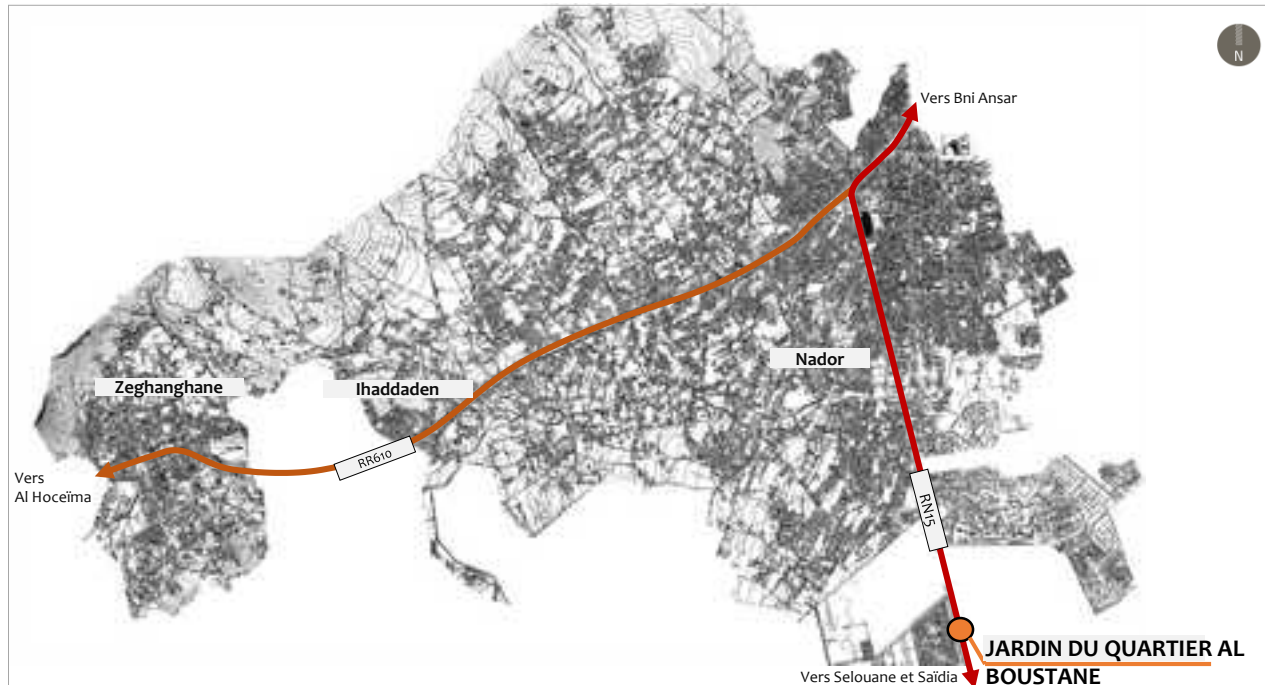 N
Vers Bni Ansar
Nador
Zeghanghane
Ihaddaden
RR610
Vers
Al Hoceïma
RN15
JARDIN DU QUARTIER AL
BOUSTANE
Vers Selouane et Saïdia